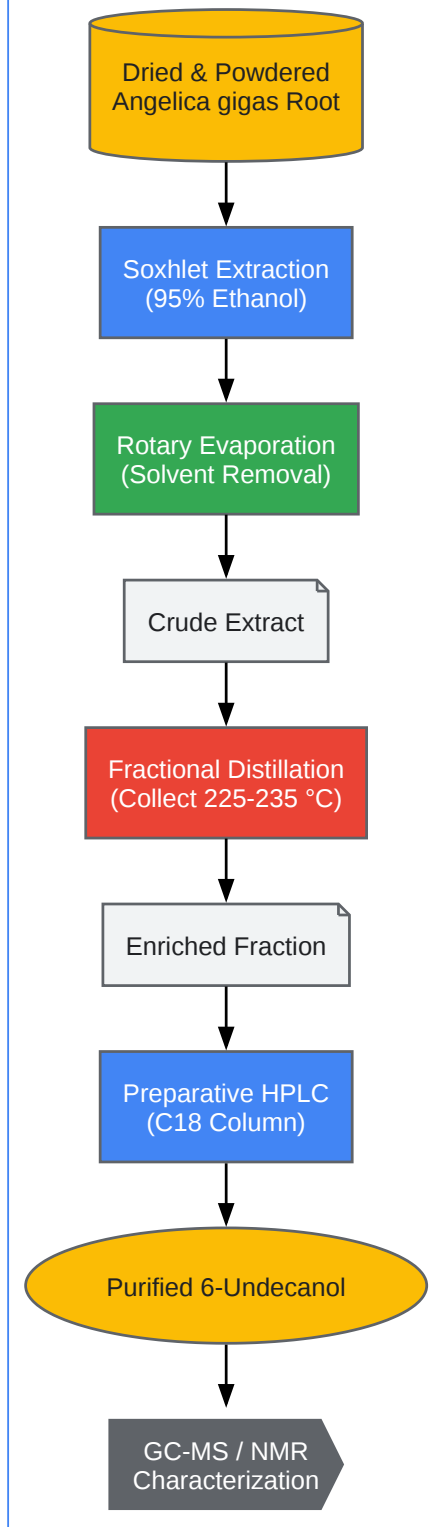 Dried & Powdered
Angelica gigas Root
Soxhlet Extraction
(95% Ethanol)
Rotary Evaporation
(Solvent Removal)
Crude Extract
Fractional Distillation
(Collect 225-235 °C)
Enriched Fraction
Preparative HPLC
(C18 Column)
Purified 6-Undecanol
GC-MS / NMR
Characterization